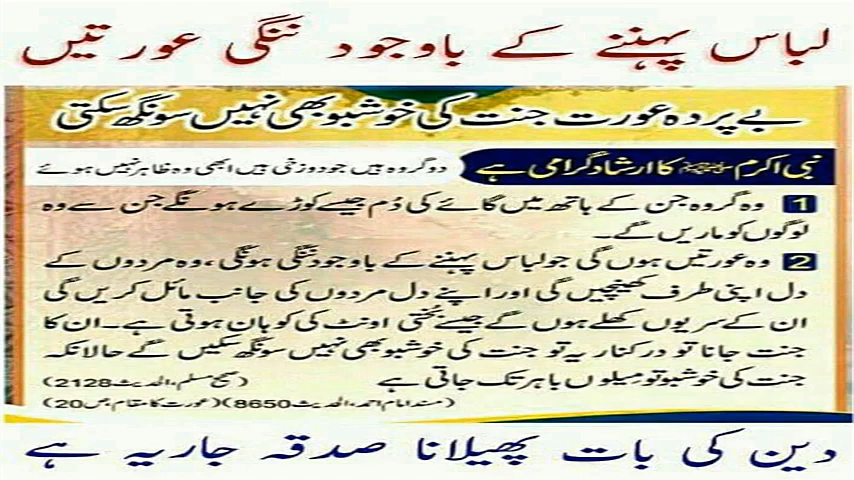 لباس پہننے کے باوجود ننگی عورتیں
بے پردہ عورت جنت کی خوشبو بھی نہیں سونگھ سکتی
نبی اکرم ﷺ کا ارشاد گرامی ہے دو گروہ ہیں جو دوزخی ہیں ابھی وہ ظاہر نہیں ہوئے
1 وہ گروہ جن کے ہاتھ میں گائے کی دُم جیسے کوڑے ہونگے جن سے وہ
لوگوں کو ماریں گے۔
2 وہ عورتیں ہوں گی جو لباس پہننے کے باوجود ننگی ہونگی، وہ مردوں کے
دل اپنی طرف کھینچیں گی اور اپنے دل مردوں کی جانب مائل کریں گی
ان کے سر یوں کھلے ہوں گے جیسے بختی اونٹ کی کوہان ہوتی ہے۔ ان کا
جنت جانا تو درکنار یہ تو جنت کی خوشبو بھی نہیں سونگھ سکیں گے حالانکہ
جنت کی خوشبو تو میلوں باہر تک جاتی ہے (صحیح مسلم، الحدیث 2128)
(مسند امام احمد، الحدیث 8650) (عورت کا مقام، ص 20)
دین کی بات پھیلانا صدقہ جاریہ ہے